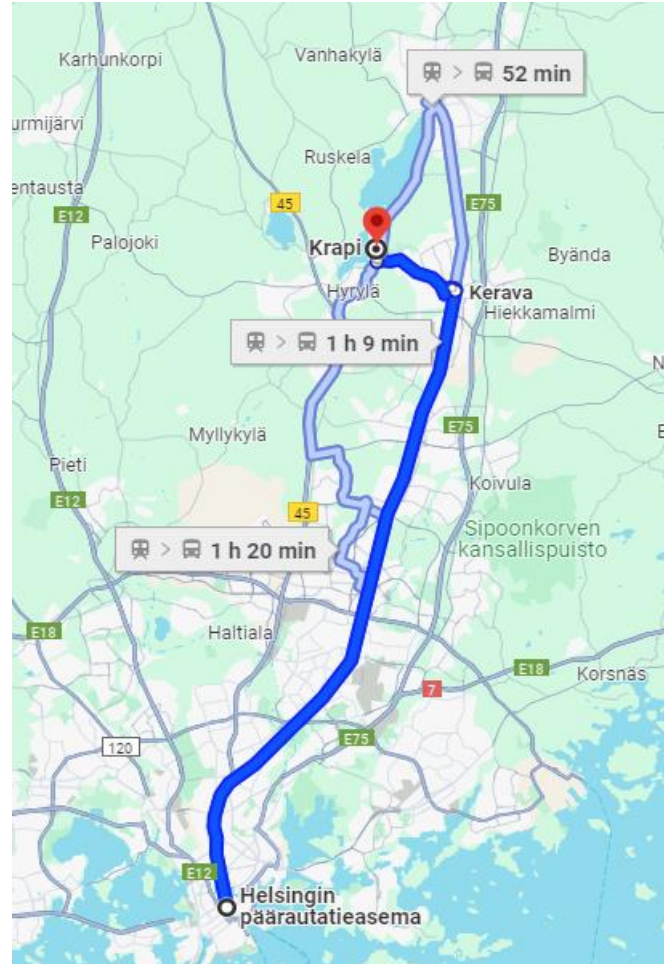 Karhunkorpi
Vanhakylä
52 min
urmijärvi
Ruskela
entausta
E12
45
E75
Palojoki
Krapi
Byända
Hyrylä
Kerava
Hiekkamalmi
1 h 9 min
N
Myllykylä
E75
E
Pieti
Koivula
E12
45
Sipoonkorven
kansallispuisto
1 h 20 min
E18
Haltiala
E18
Korsnäs
7
120
E75
E12
Helsingin
päärautatieasema